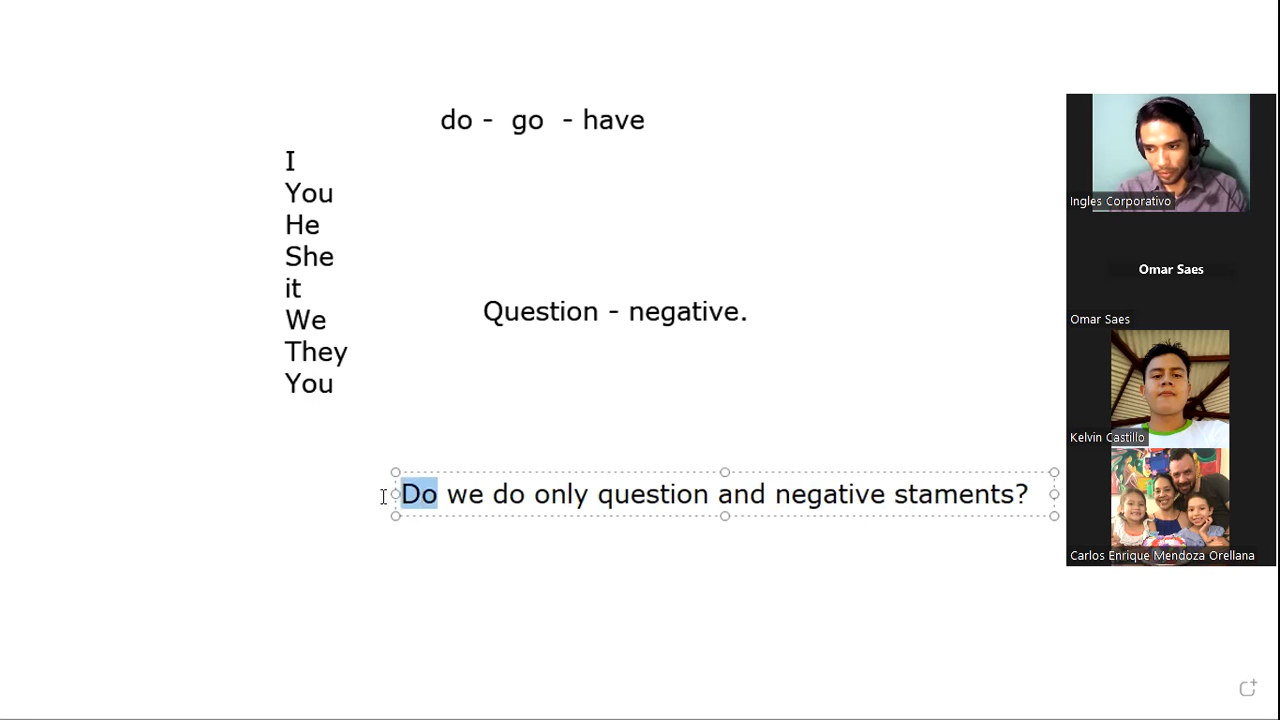 do -  go  - have
I
You
He
She
it
We
They
You
Question - negative.
Do we do only question and negative staments?
Ingles Corporativo
Omar Saes
Omar Saes
Kelvin Castillo
Carlos Enrique Mendoza Orellana